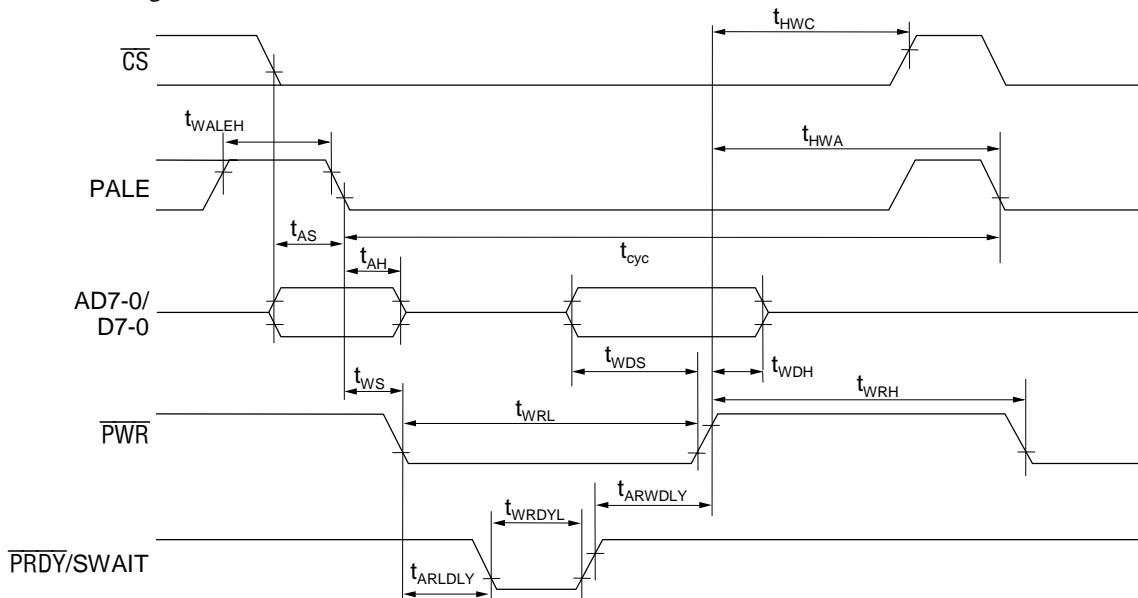 tHWC
CS
tWALEH
tHWA
PALE
tAS
tAH
tcyc
AD7-0/
D7-0
tWDS
tWDH
tWS
tWRL
tWRH
PWR
tARWDLY
tWRDYL
PRDY/SWAIT
tARLDLY